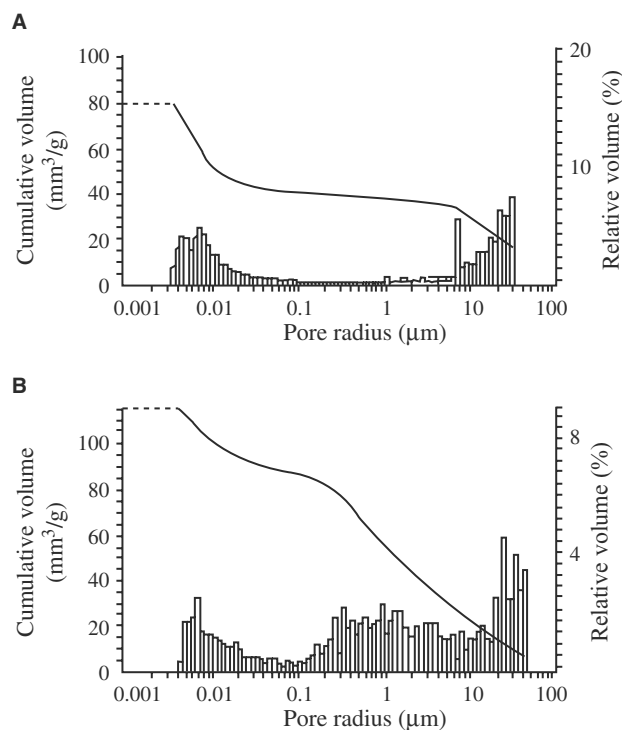 A
Cumulative volume
(mm³/g)
100
80
60
40
20
0
20
10
Relative volume (%)
0.001 0.01 0.1 1 10 100
Pore radius (μm)
B
Cumulative volume
(mm³/g)
100
80
60
40
20
0
8
4
Relative volume (%)
0.001 0.01 0.1 1 10 100
Pore radius (μm)